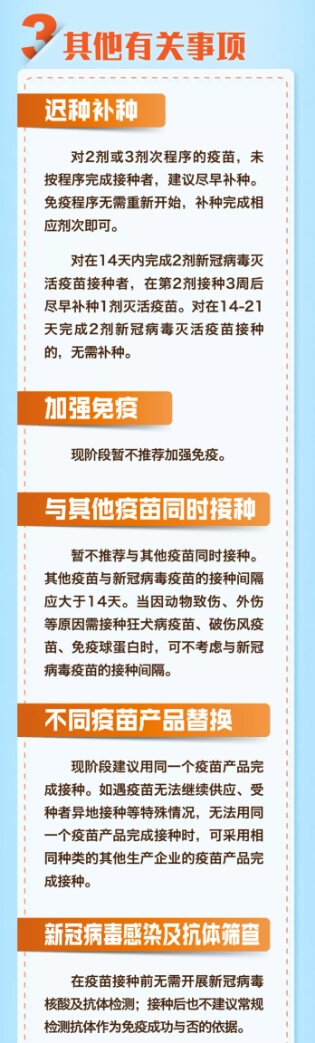 3 其他有关事项
迟种补种
对2剂或3剂次程序的疫苗，未
按程序完成接种者，建议尽早补种。
免疫程序无需重新开始，补种完成相
应剂次即可。
对在14天内完成2剂新冠病毒灭
活疫苗接种者，在第2剂接种3周后
尽早补种1剂灭活疫苗。对在14-21
天完成2剂新冠病毒灭活疫苗接种
的，无需补种。
加强免疫
现阶段暂不推荐加强免疫。
与其他疫苗同时接种
暂不推荐与其他疫苗同时接种。
其他疫苗与新冠病毒疫苗的接种间隔
应大于14天。当因动物致伤、外伤
等原因需接种狂犬病疫苗、破伤风疫
苗、免疫球蛋白时，可不考虑与新冠
病毒疫苗的接种间隔。
不同疫苗产品替换
现阶段建议用同一个疫苗产品完
成接种。如遇疫苗无法继续供应、受
种者异地接种等特殊情况，无法用同
一个疫苗产品完成接种时，可采用相
同种类的其他生产企业的疫苗产品完
成接种。
新冠病毒感染及抗体筛查
在疫苗接种前无需开展新冠病毒
核酸及抗体检测；接种后也不建议常规
检测抗体作为免疫成功与否的依据。